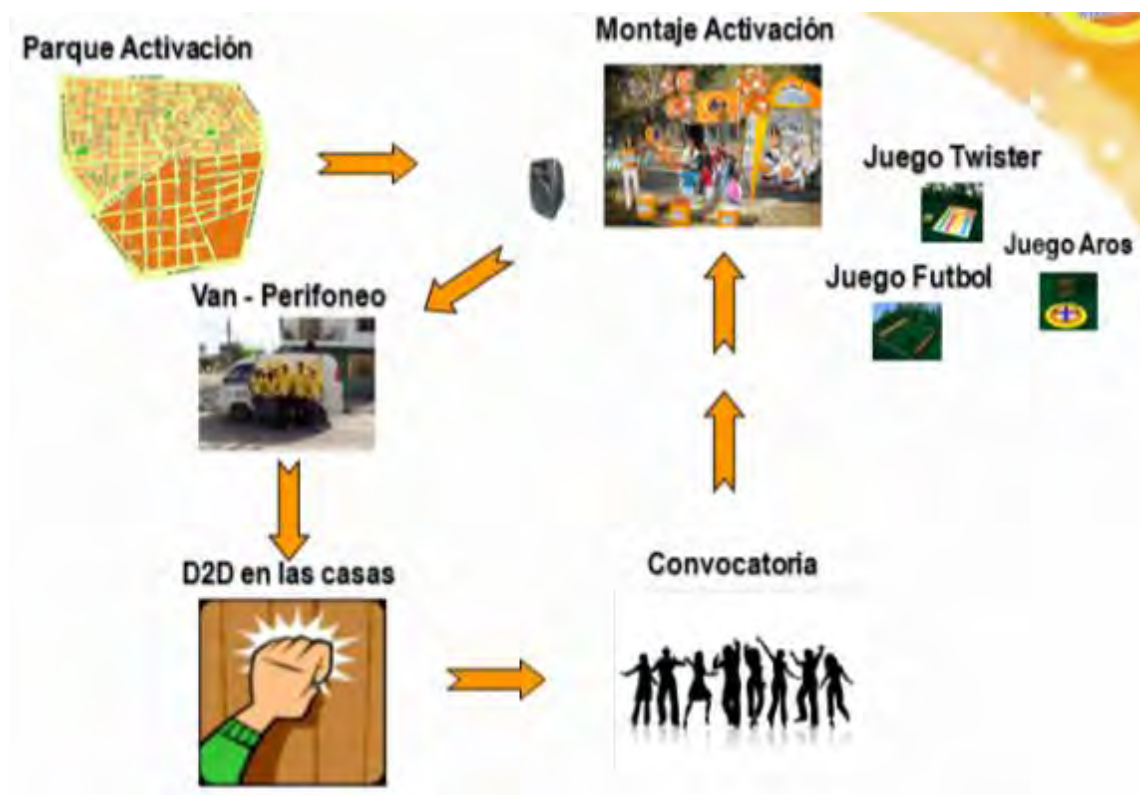 Parque Activación
Montaje Activación
Juego Twister
Juego Aros
Juego Futbol
Van - Perifoneo
D2D en las casas
Convocatoria